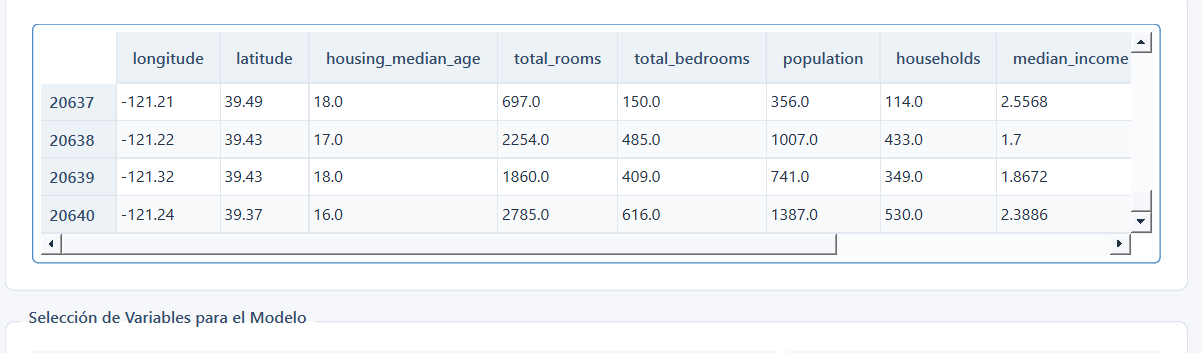 longitude latitude housing_median_age total_rooms total_bedrooms population households median_income
20637 -121.21 39.49 18.0 697.0 150.0 356.0 114.0 2.5568
20638 -121.22 39.43 17.0 2254.0 485.0 1007.0 433.0 1.7
20639 -121.32 39.43 18.0 1860.0 409.0 741.0 349.0 1.8672
20640 -121.24 39.37 16.0 2785.0 616.0 1387.0 530.0 2.3886
Selección de Variables para el Modelo